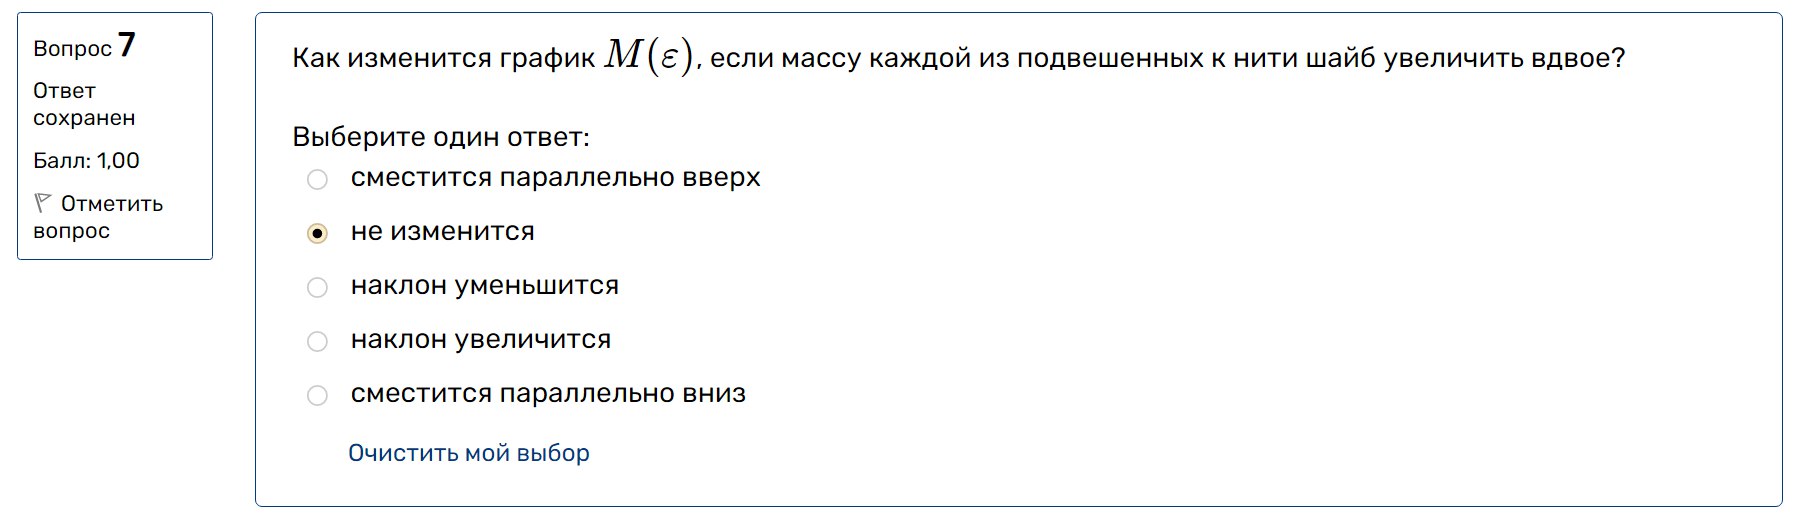 Вопрос 7
Ответ
сохранен
Балл: 1,00
Отметить
вопрос
Как изменится график M(ε), если массу каждой из подвешенных к нити шайб увеличить вдвое?
Выберите один ответ:
сместится параллельно вверх
не изменится
наклон уменьшится
наклон увеличится
сместится параллельно вниз
Очистить мой выбор